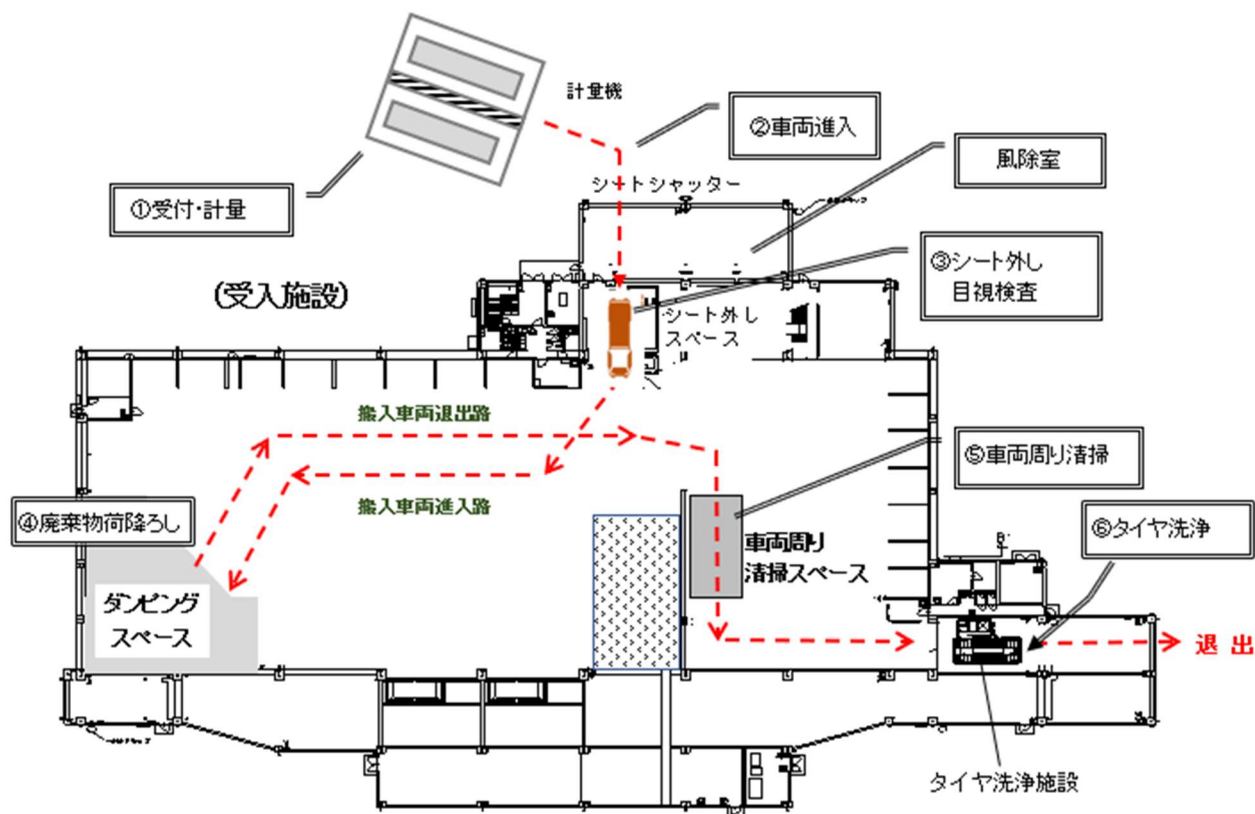 計量機
②車両進入
風除室
①受付・計量
シートシャッター
③シート外し
目視検査
(受入施設)
シート外し
スペース
搬入車両退出路
⑤車両周り清掃
搬入車両進入路
④廃棄物荷降ろし
⑥タイヤ洗浄
車両周り
清掃スペース
ダンピング
スペース
退出
タイヤ洗浄施設